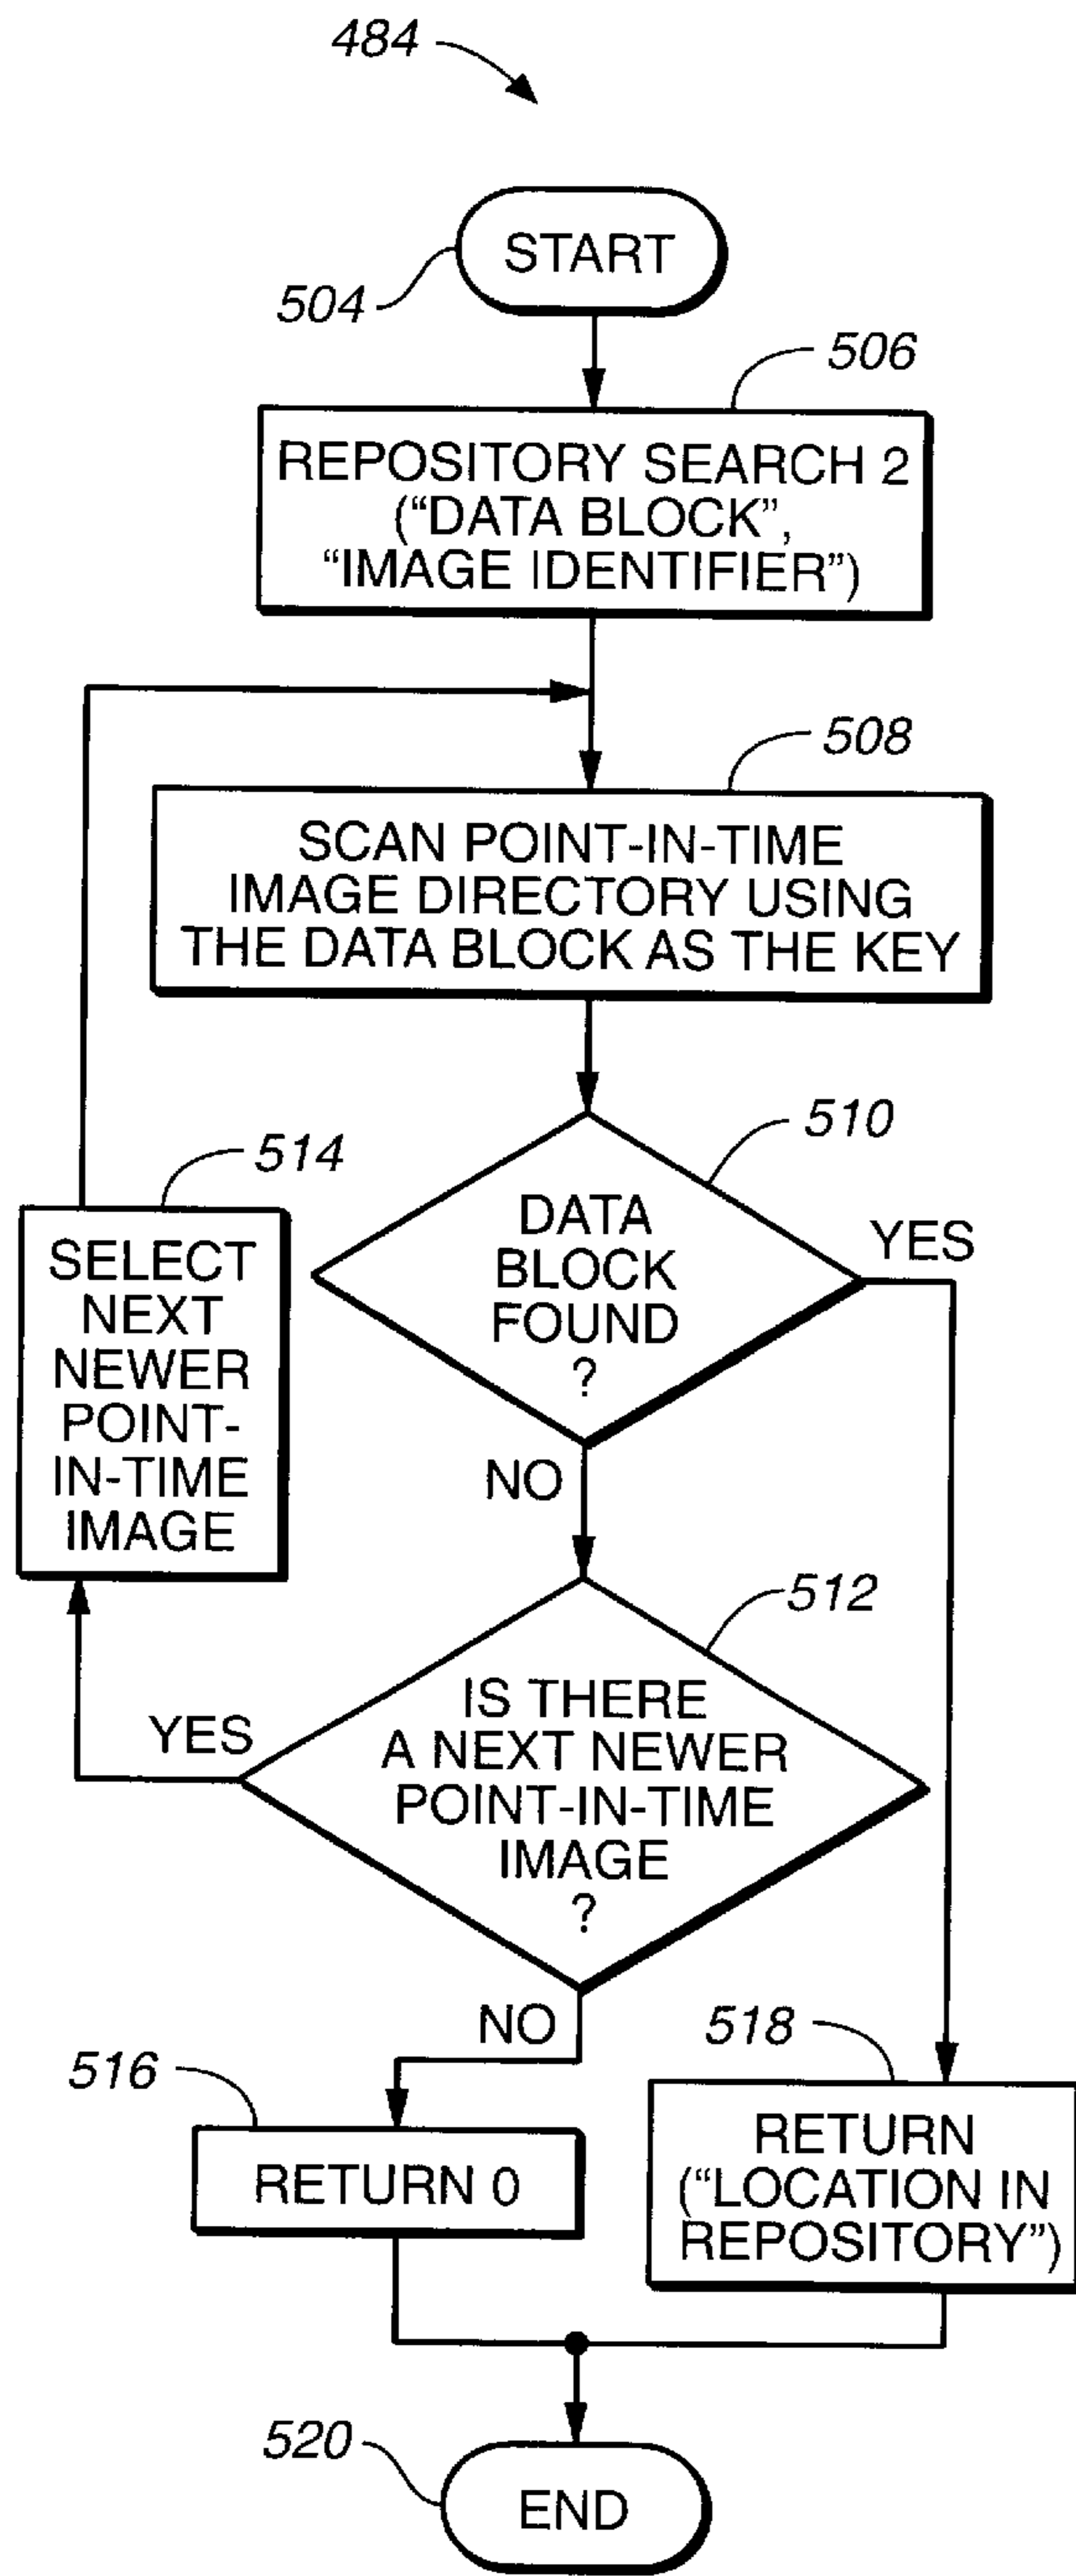 484
START
504
506
REPOSITORY SEARCH 2
(“DATA BLOCK”,
“IMAGE IDENTIFIER”)
508
SCAN POINT-IN-TIME
IMAGE DIRECTORY USING
THE DATA BLOCK AS THE KEY
510
DATA
BLOCK
FOUND
?
YES
NO
514
SELECT
NEXT
NEWER
POINT-
IN-TIME
IMAGE
512
IS THERE
A NEXT NEWER
POINT-IN-TIME
IMAGE
?
YES
NO
516
RETURN 0
518
RETURN
(“LOCATION IN
REPOSITORY”)
520
END